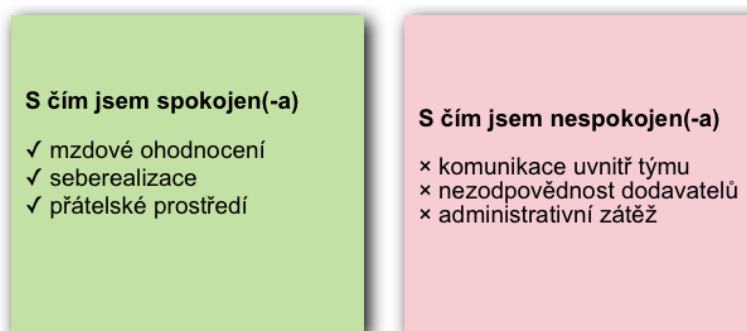 S čím jsem spokojen(-a)
✓ mzdové ohodnocení
✓ seberealizace
✓ přátelské prostředí
S čím jsem nespokojen(-a)
× komunikace uvnitř týmu
× nezodpovědnost dodavatelů
× administrativní zátěž